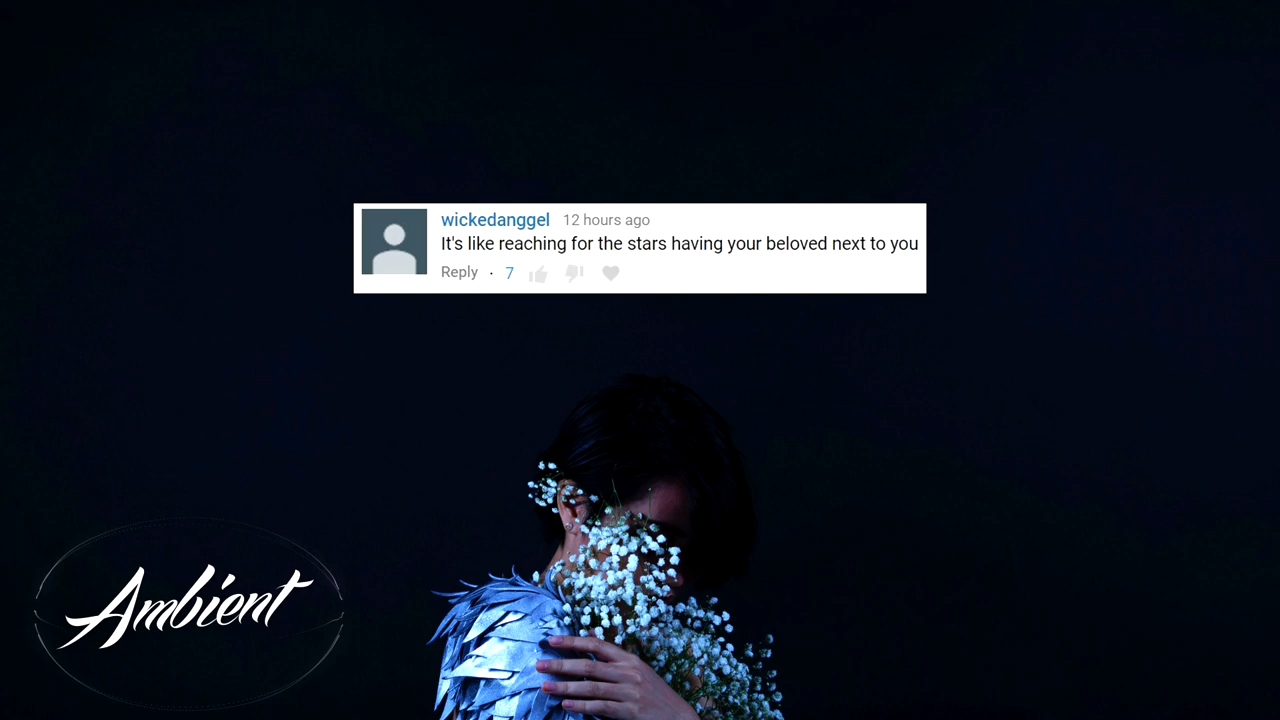 wickedanggel 12 hours ago
It's like reaching for the stars having your beloved next to you
Reply · 7
Ambient